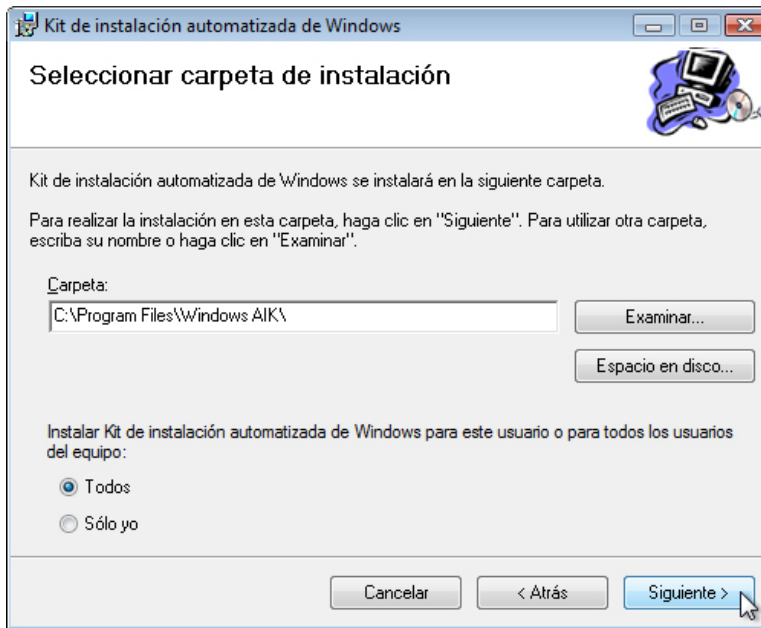 Kit de instalación automatizada de Windows
Seleccionar carpeta de instalación
Kit de instalación automatizada de Windows se instalará en la siguiente carpeta.
Para realizar la instalación en esta carpeta, haga clic en "Siguiente". Para utilizar otra carpeta,
escriba su nombre o haga clic en "Examinar".
Carpeta:
C:\Program Files\Windows AIK\
Examinar...
Espacio en disco...
Instalar Kit de instalación automatizada de Windows para este usuario o para todos los usuarios
del equipo:
Todos
Sólo yo
Cancelar
< Atrás
Siguiente >